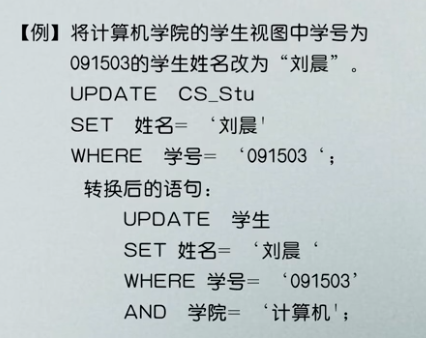 【例】将计算机学院的学生视图中学号为
091503的学生姓名改为“刘晨”。
UPDATE CS_Stu
SET 姓名= ‘刘晨'
WHERE 学号= ‘091503 ‘;
转换后的语句：
UPDATE 学生
SET 姓名= ‘刘晨 ‘
WHERE 学号= ‘091503’
AND 学院= ‘计算机';